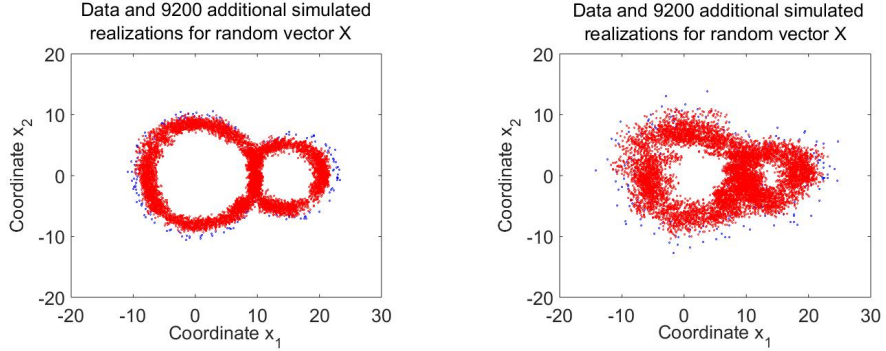 Data and 9200 additional simulated
realizations for random vector X
20
10
0
-10
-20
Coordinate x2
-20
-10
0
10
20
30
Coordinate x1
Data and 9200 additional simulated
realizations for random vector X
20
10
0
-10
-20
Coordinate x2
-20
-10
0
10
20
30
Coordinate x1